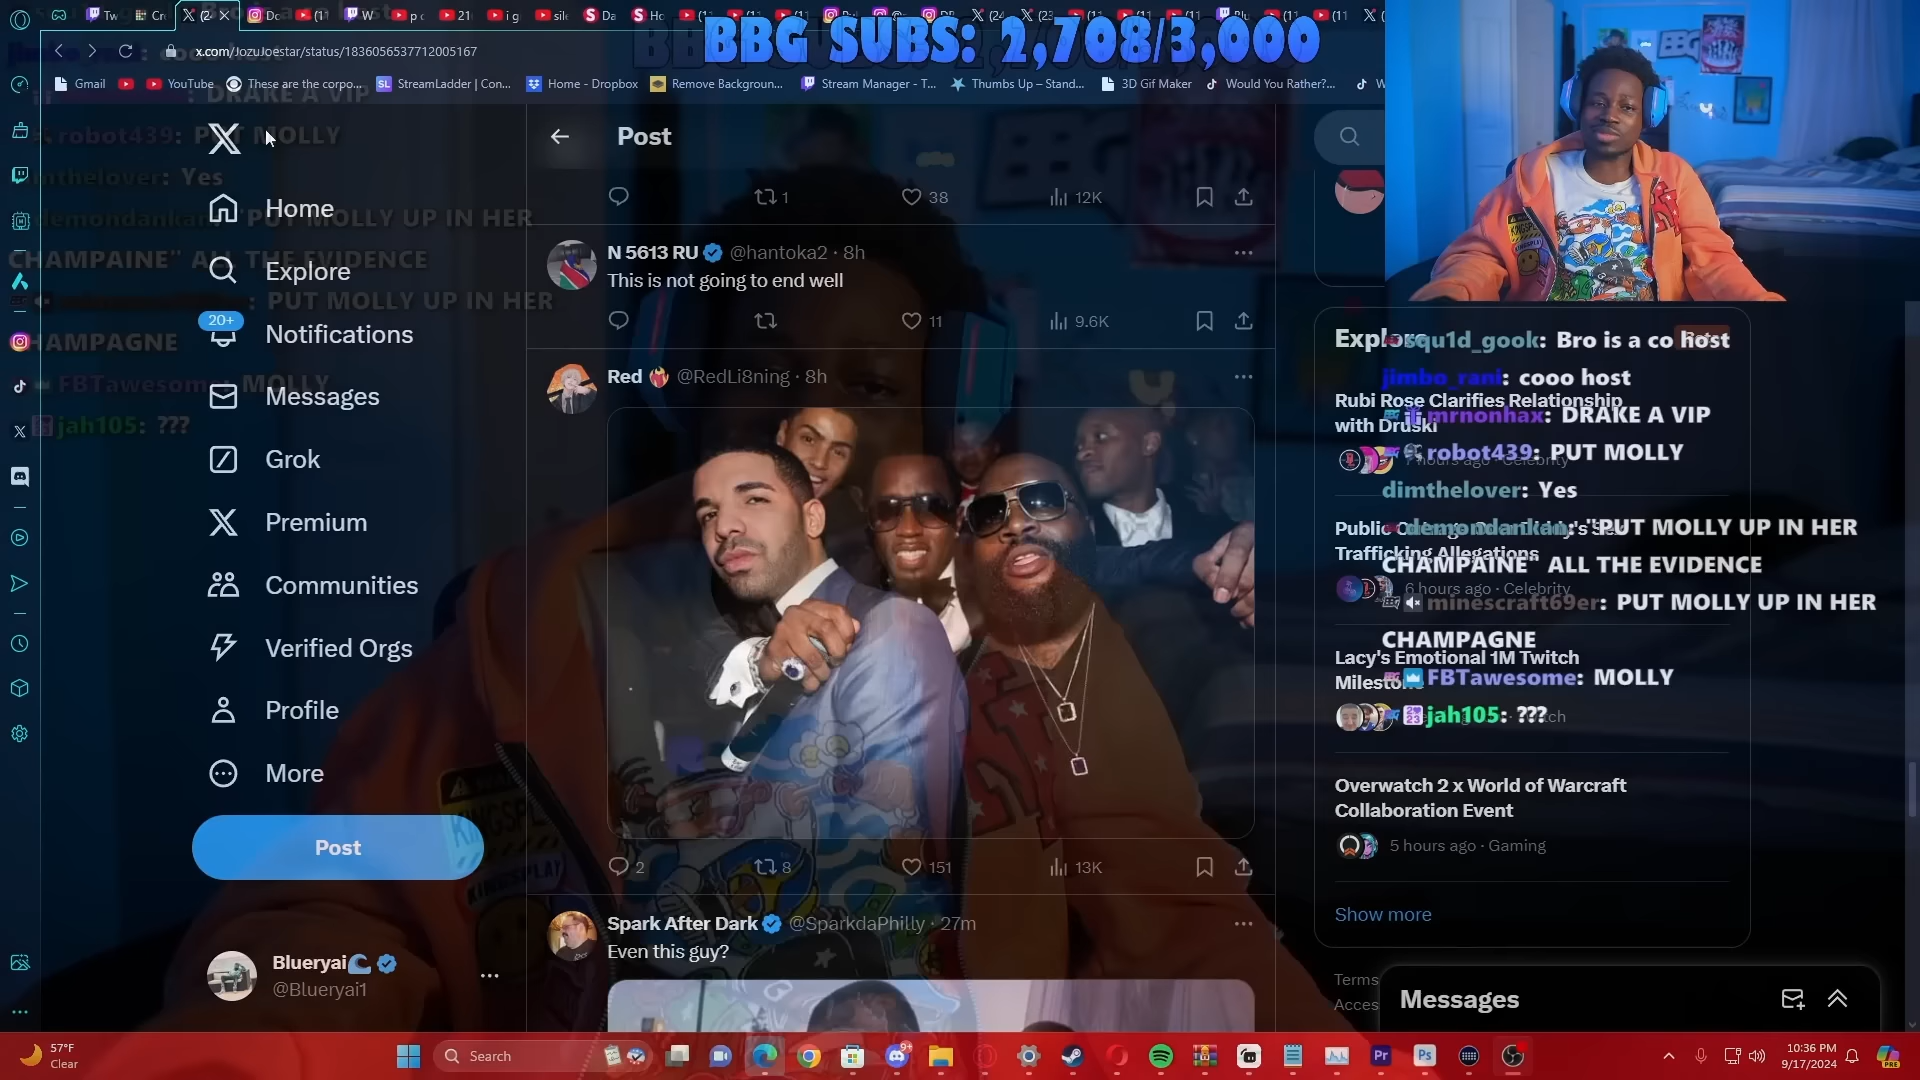 BBG SUBS: 2,708/3,000
x.com/JozuJoestar/status/1836056537712005167
Gmail
YouTube
These are the corpo...
StreamLadder | Con...
Home - Dropbox
Remove Backgroun...
Stream Manager - T...
Thumbs Up – Stand...
3D Gif Maker
Would You Rather?...
Home
Explore
20+
Notifications
Messages
Grok
Premium
Communities
Verified Orgs
Profile
More
Post
Blueryai
@Blueryai1
Post
1 38 12K
N 5613 RU @hantoka2 · 8h
This is not going to end well
11 9.6K
Red @RedLi8ning · 8h
2 8 151 13K
Spark After Dark @SparkdaPhilly · 27m
Even this guy?
Rubi Rose Clarifies Relationship
with Druski
7 hours ago · Celebrity
Trafficking Allegations
6 hours ago · Celebrity
Lacy's Emotional 1M Twitch
Milestone
Overwatch 2 x World of Warcraft
Collaboration Event
5 hours ago · Gaming
Show more
squ1d_gook: Bro is a co host
jimbo_rani: cooo host
mrnonhax: DRAKE A VIP
robot439: PUT MOLLY
dimthelover: Yes
demondankan: "PUT MOLLY UP IN HER
CHAMPAINE" ALL THE EVIDENCE
minescraft69er: PUT MOLLY UP IN HER
CHAMPAGNE
FBTawesome: MOLLY
jah105: ???
Terms
Messages
57°F
Clear
Search
10:36 PM
9/17/2024